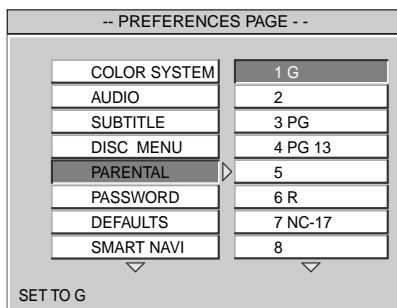 -- PREFERENCES PAGE - -
COLOR SYSTEM
AUDIO
SUBTITLE
DISC MENU
PARENTAL
PASSWORD
DEFAULTS
SMART NAVI
1 G
2
3 PG
4 PG 13
5
6 R
7 NC-17
8
SET TO G